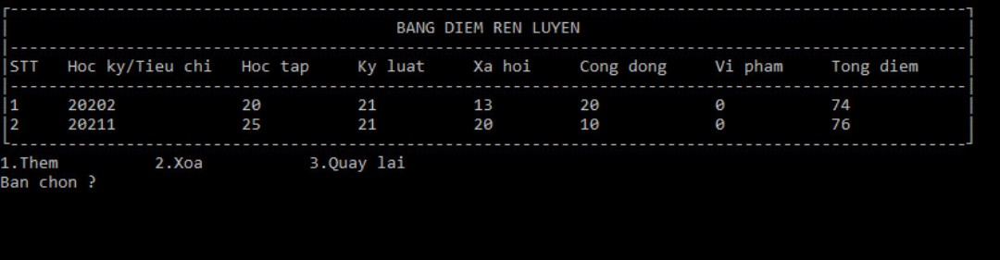 BANG DIEM REN LUYEN
STT Hoc ky/Tieu chi Hoc tap Ky luat Xa hoi Cong dong Vi pham Tong diem
1 20202 20 21 13 20 0 74
2 20211 25 21 20 10 0 76
1.Them 2.Xoa 3.Quay lai
Ban chon ?